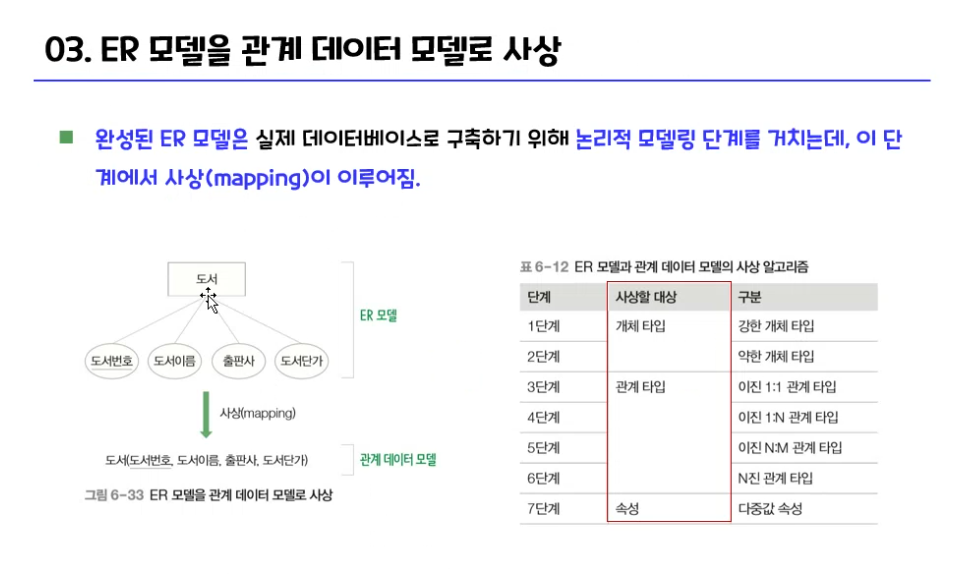 03. ER 모델을 관계 데이터 모델로 사상
완성된 ER 모델은 실제 데이터베이스로 구축하기 위해 논리적 모델링 단계를 거치는데, 이 단
계에서 사상(mapping)이 이루어짐.
도서
ER 모델
도서번호 도서이름 출판사 도서단가
사상(mapping)
도서(도서번호, 도서이름, 출판사, 도서단가)
관계 데이터 모델
그림 6-33 ER 모델을 관계 데이터 모델로 사상
표 6-12 ER 모델과 관계 데이터 모델의 사상 알고리즘
단계 사상할 대상 구분
1단계 개체 타입 강한 개체 타입
2단계 약한 개체 타입
3단계 관계 타입 이진 1:1 관계 타입
4단계 이진 1:N 관계 타입
5단계 이진 N:M 관계 타입
6단계 N진 관계 타입
7단계 속성 다중값 속성